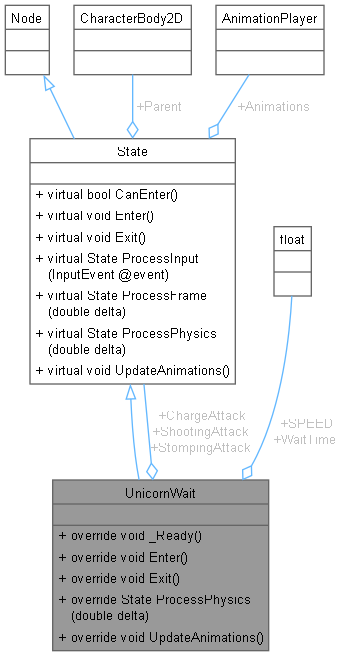 Node
CharacterBody2D
AnimationPlayer
+Parent
+Animations
State
+ virtual bool CanEnter()
+ virtual void Enter()
+ virtual void Exit()
+ virtual State ProcessInput
(InputEvent @event)
+ virtual State ProcessFrame
(double delta)
+ virtual State ProcessPhysics
(double delta)
+ virtual void UpdateAnimations()
float
+ChargeAttack
+ShootingAttack
+StompingAttack
+SPEED
+WaitTime
UnicornWait
+ override void _Ready()
+ override void Enter()
+ override void Exit()
+ override State ProcessPhysics
(double delta)
+ override void UpdateAnimations()